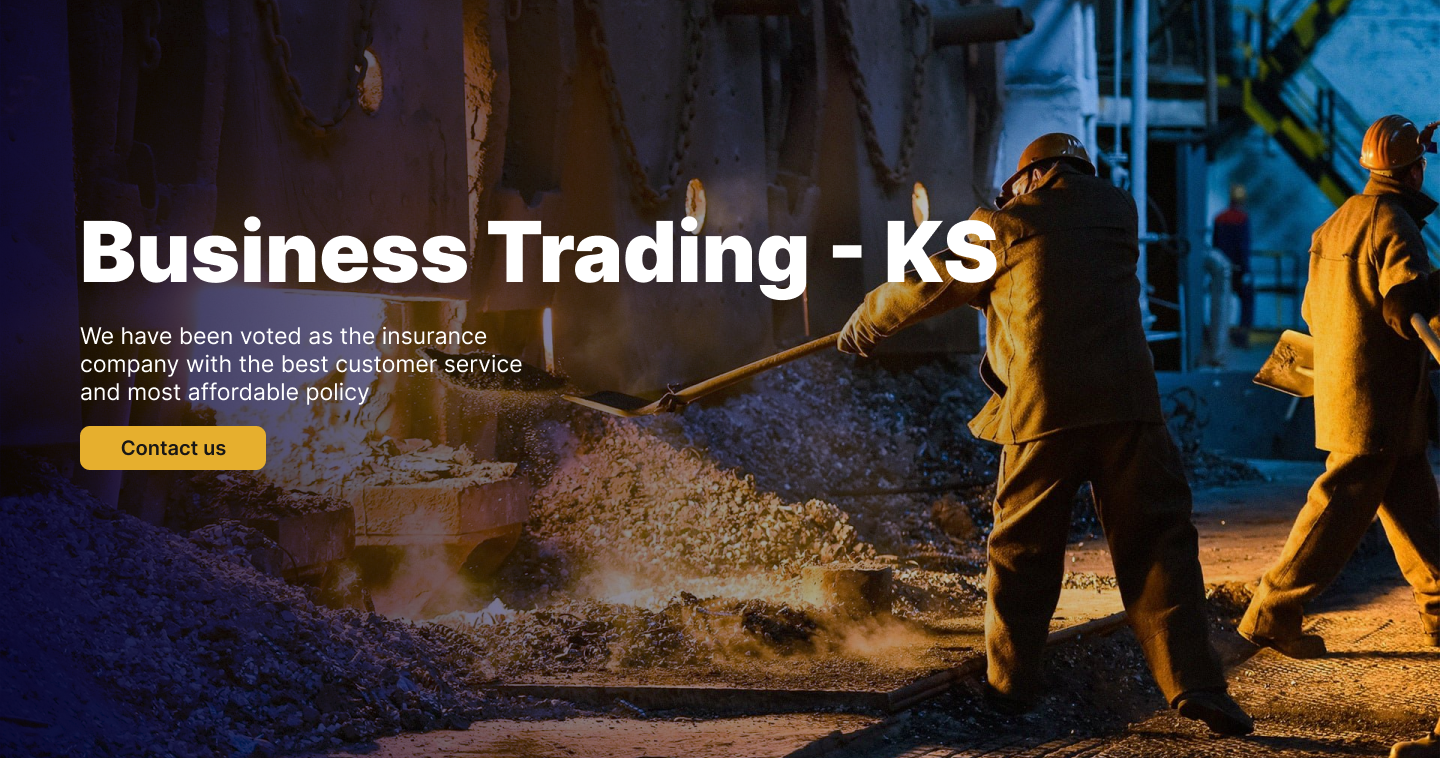 Business Trading - KS
We have been voted as the insurance
company with the best customer service
and most affordable policy
Contact us